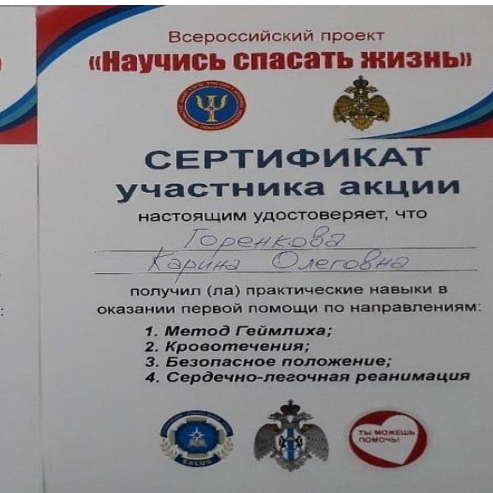 Всероссийский проект
«Научись спасать жизнь»
СЕРТИФИКАТ
участника акции
настоящим удостоверяет, что
Горенкова
Карина Олеговна
получил (ла) практические навыки в
оказании первой помощи по направлениям:
1. Метод Геймлиха;
2. Кровотечения;
3. Безопасное положение;
4. Сердечно-легочная реанимация
SALUS
ТЫ МОЖЕШЬ
ПОМОЧЬ!